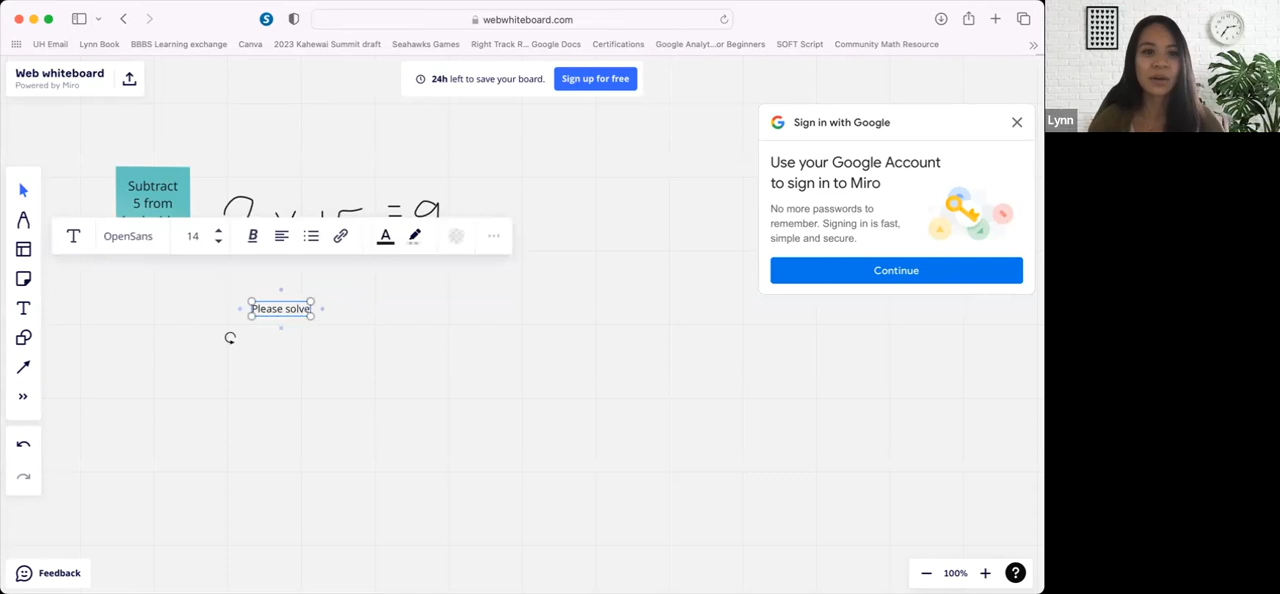 webwhiteboard.com
UH Email Lynn Book BBBS Learning exchange Canva 2023 Kahewai Summit draft Seahawks Games Right Track R... Google Docs Certifications Google Analyt...or Beginners SOFT Script Community Math Resource
Web whiteboard
Powered by Miro
24h left to save your board.
Sign up for free
Lynn
Sign in with Google
Use your Google Account
to sign in to Miro
No more passwords to
remember. Signing in is fast,
simple and secure.
Continue
Subtract
5 from
2x+5=9
OpenSans 14 B A
Please solve
Feedback
100%